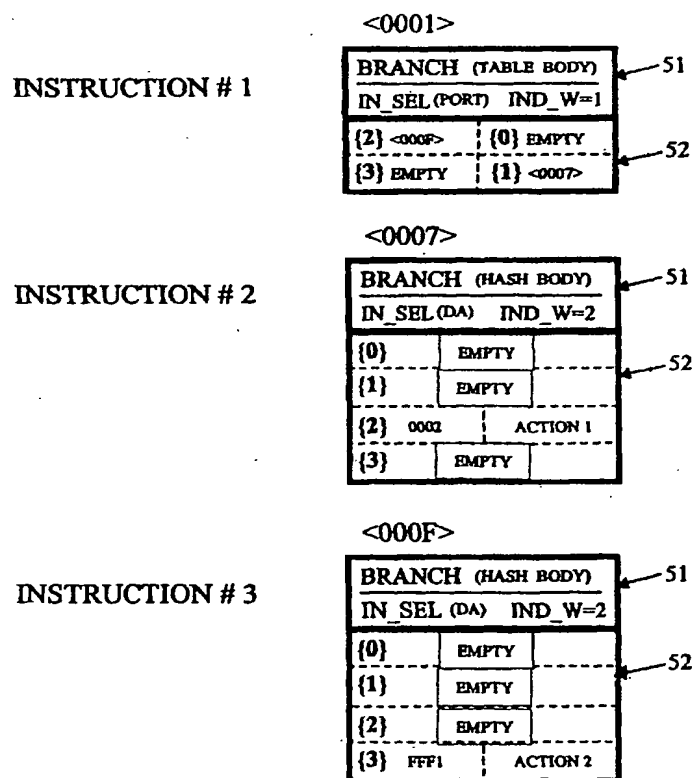 <0001>
INSTRUCTION # 1
BRANCH (TABLE BODY) 51
IN_SEL (PORT) IND_W=1
{2} <000F> {0} EMPTY
52
{3} EMPTY {1} <0007>
<0007>
INSTRUCTION # 2
BRANCH (HASH BODY) 51
IN_SEL (DA) IND_W=2
{0} EMPTY
52
{1} EMPTY
{2} 0002 ACTION 1
{3} EMPTY
<000F>
INSTRUCTION # 3
BRANCH (HASH BODY) 51
IN_SEL (DA) IND_W=2
{0} EMPTY
52
{1} EMPTY
{2} EMPTY
{3} FFF1 ACTION 2